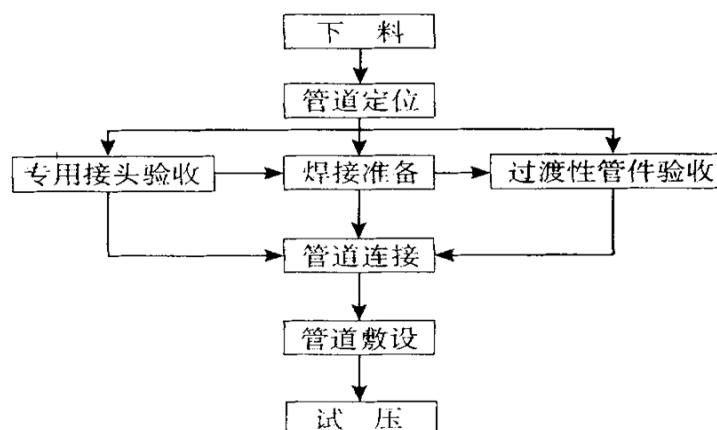 下 料
管道定位
专用接头验收
焊接准备
过渡性管件验收
管道连接
管道敷设
试 压